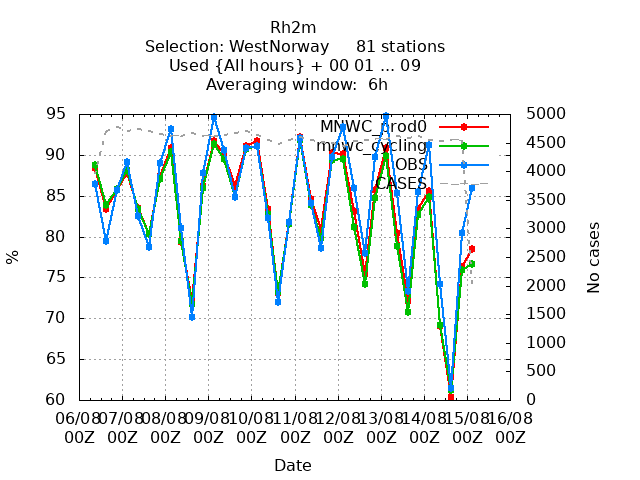 Rh2m
Selection: WestNorway 81 stations
Used {All hours} + 00 01 ... 09
Averaging window: 6h
95 5000
90 4500
85 4000
80 3500
75 3000
70 2500
65 2000
60 1500
1000
500
0
MNWC_prod0
mnwc_cycling
OBS
CASES
%
No cases
06/08 07/08 08/08 09/08 10/08 11/08 12/08 13/08 14/08 15/08 16/08
00Z 00Z 00Z 00Z 00Z 00Z 00Z 00Z 00Z 00Z 00Z
Date